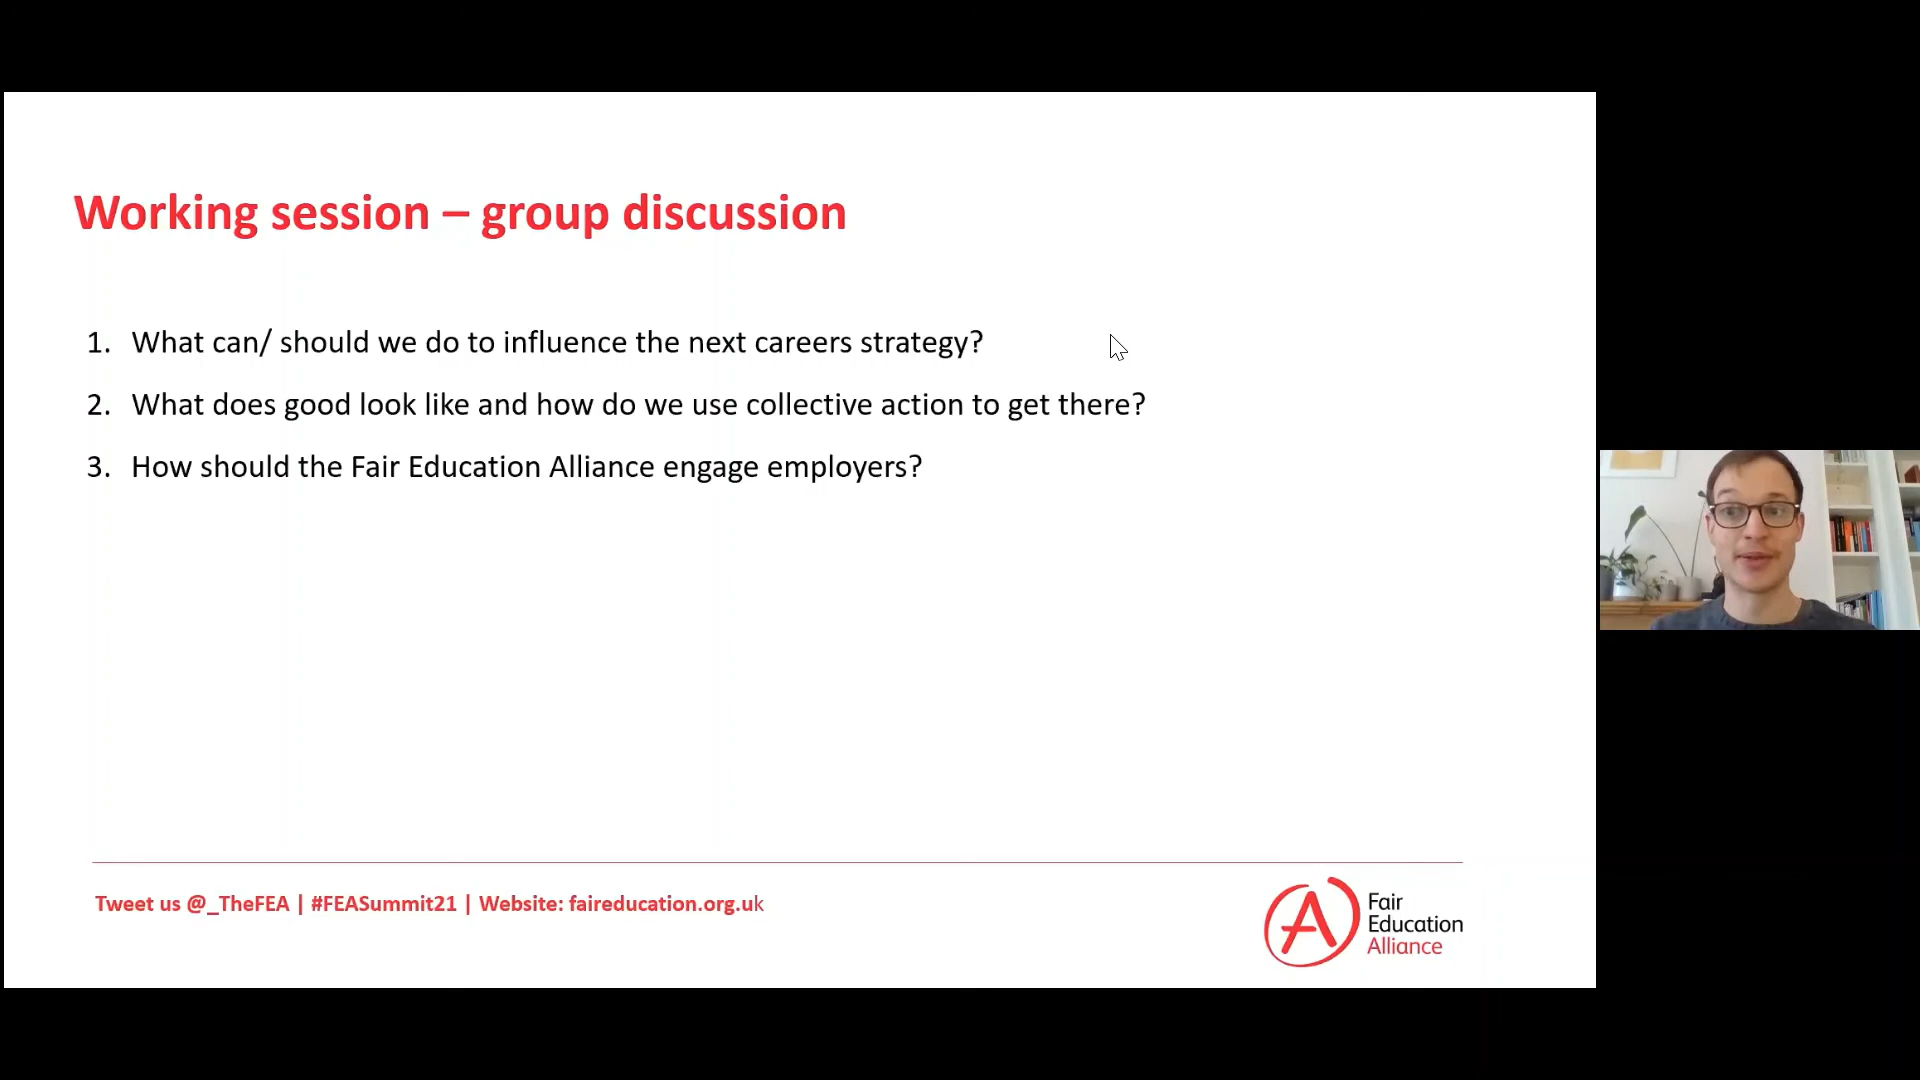 Working session – group discussion
1. What can/ should we do to influence the next careers strategy?
2. What does good look like and how do we use collective action to get there?
3. How should the Fair Education Alliance engage employers?
Tweet us @_TheFEA | #FEASummit21 | Website: faireducation.org.uk
Fair
Education
Alliance